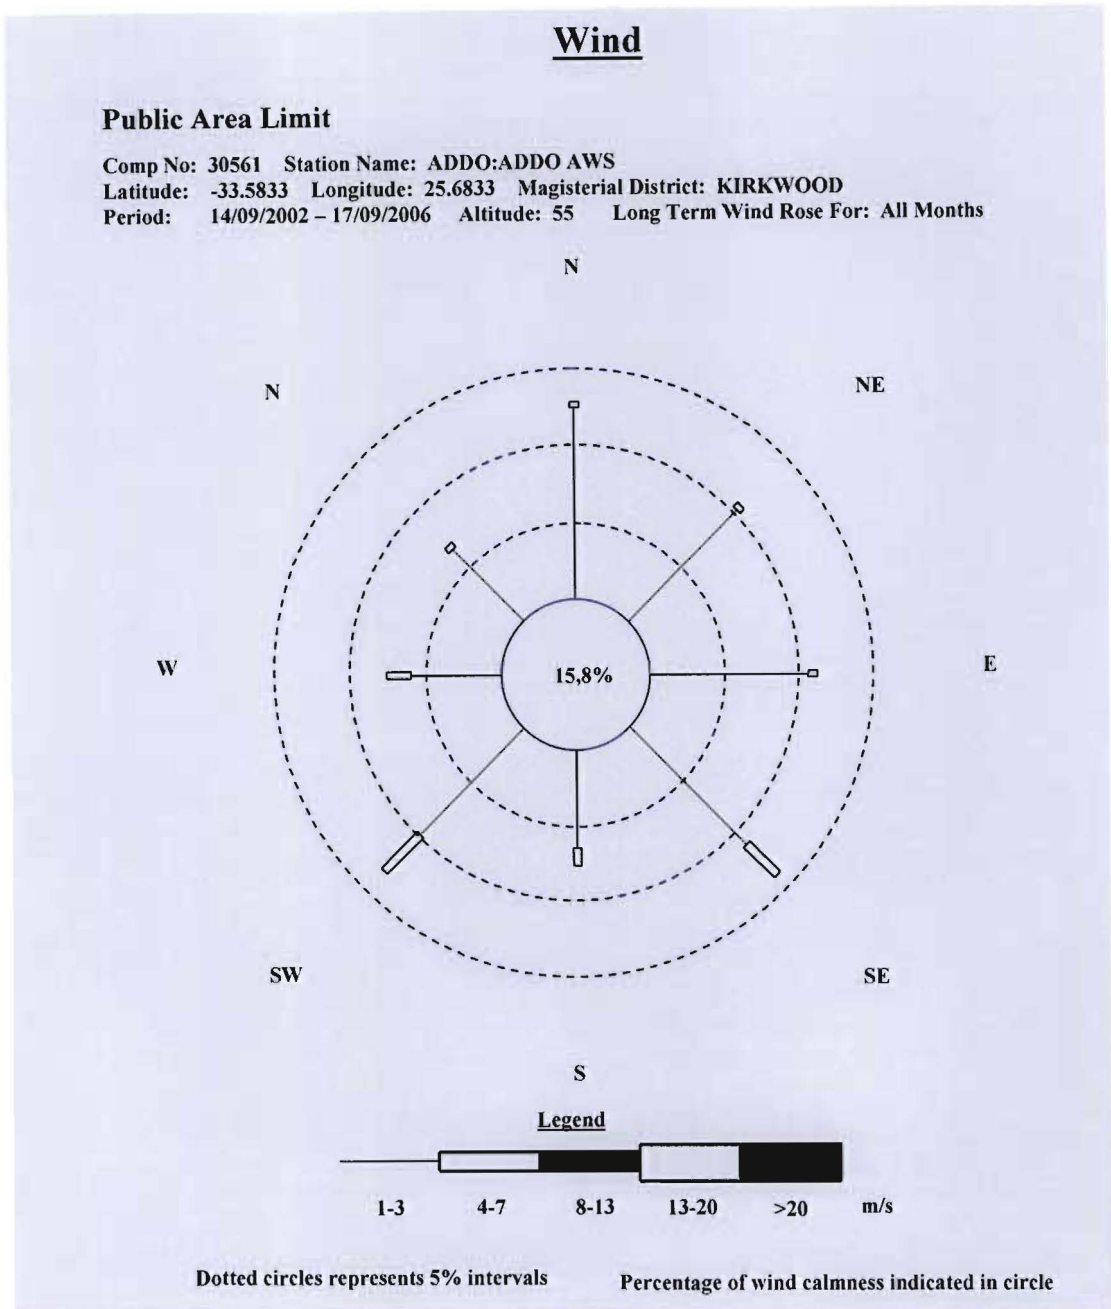 Wind
Public Area Limit
Comp No: 30561 Station Name: ADDO:ADDO AWS
Latitude: -33.5833 Longitude: 25.6833 Magisterial District: KIRKWOOD
Period: 14/09/2002 – 17/09/2006 Altitude: 55 Long Term Wind Rose For: All Months
N
N
NE
W
15,8%
E
SW
SE
S
Legend
1-3 4-7 8-13 13-20 >20 m/s
Dotted circles represents 5% intervals Percentage of wind calmness indicated in circle